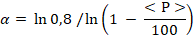 α = ln 0,8 / ln (1 − <P>/100)